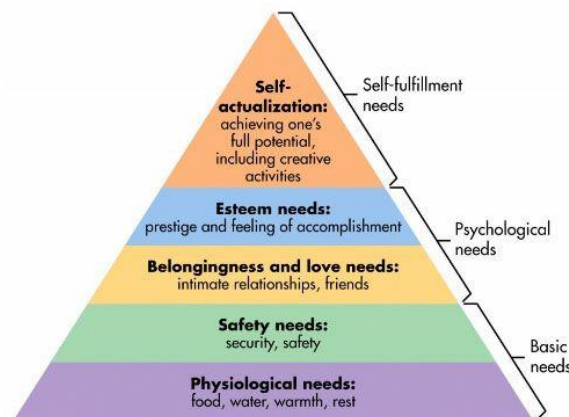 Self-
actualization:
achieving one's
full potential,
including creative
activities
Self-fulfillment
needs
Esteem needs:
prestige and feeling of accomplishment
Psychological
needs
Belongingness and love needs:
intimate relationships, friends
Safety needs:
security, safety
Basic
needs
Physiological needs:
food, water, warmth, rest